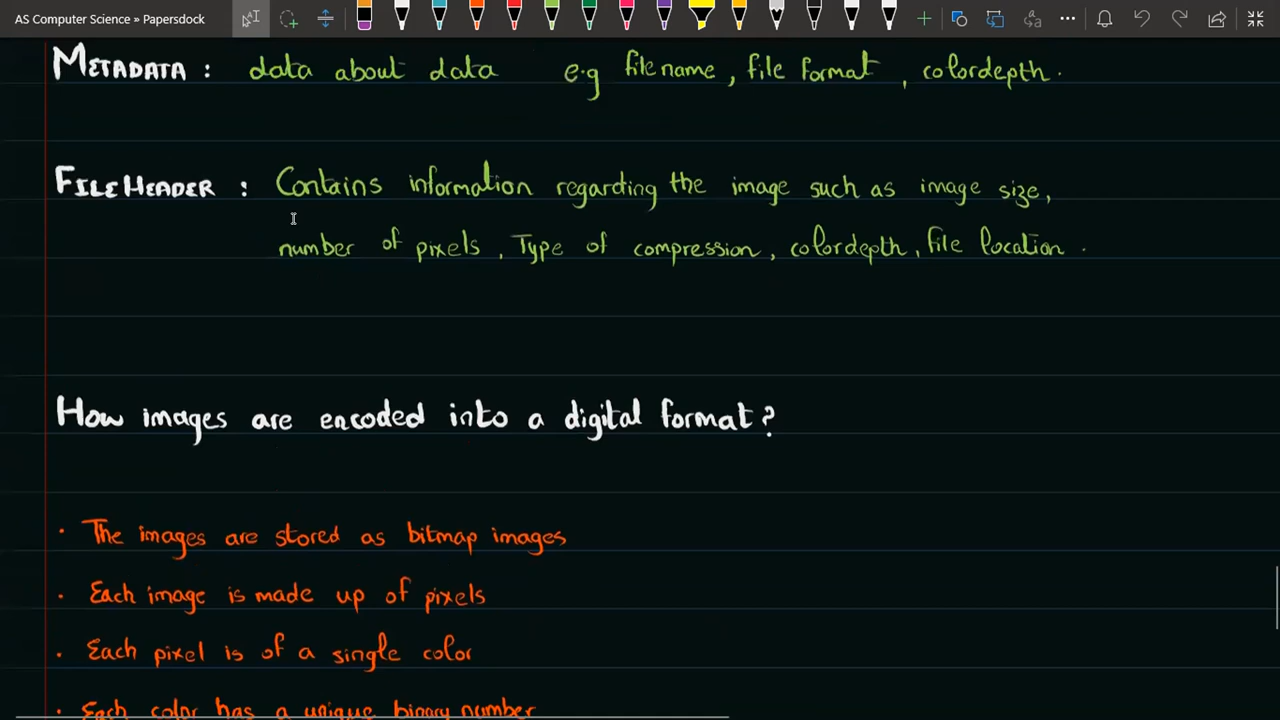 AS Computer Science » Papersdock
METADATA : data about data e.g filename, file format, colordepth.
FILE HEADER : Contains information regarding the image such as image size,
number of pixels, Type of compression, colordepth, file location.
How images are encoded into a digital format?
· The images are stored as bitmap images
· Each image is made up of pixels
· Each pixel is of a single color
· Each color has a unique binary number